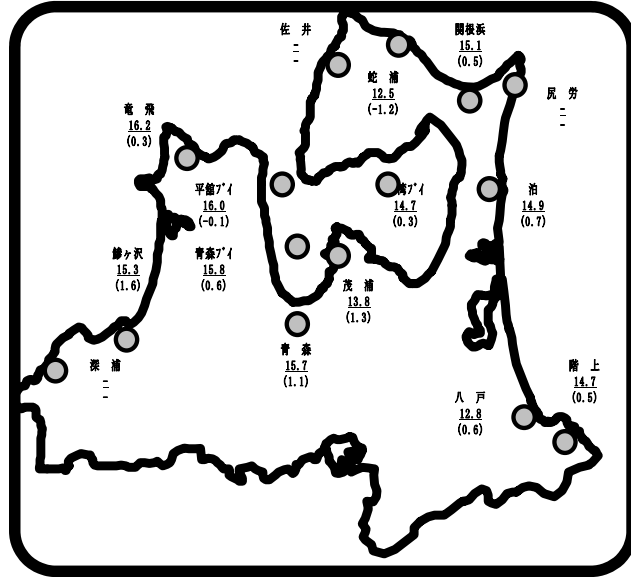 佐 井
-
-
関根浜
15.1
(0.5)
蛇 浦
12.5
(-1.2)
尻 労
-
-
竜 飛
16.2
(0.3)
平舘ブイ
16.0
(-0.1)
湾ブイ
14.7
(0.3)
泊
14.9
(0.7)
鰺ヶ沢
15.3
(1.6)
青森ブイ
15.8
(0.6)
茂 浦
13.8
(1.3)
深 浦
-
-
青 森
15.7
(1.1)
階 上
14.7
(0.5)
八 戸
12.8
(0.6)